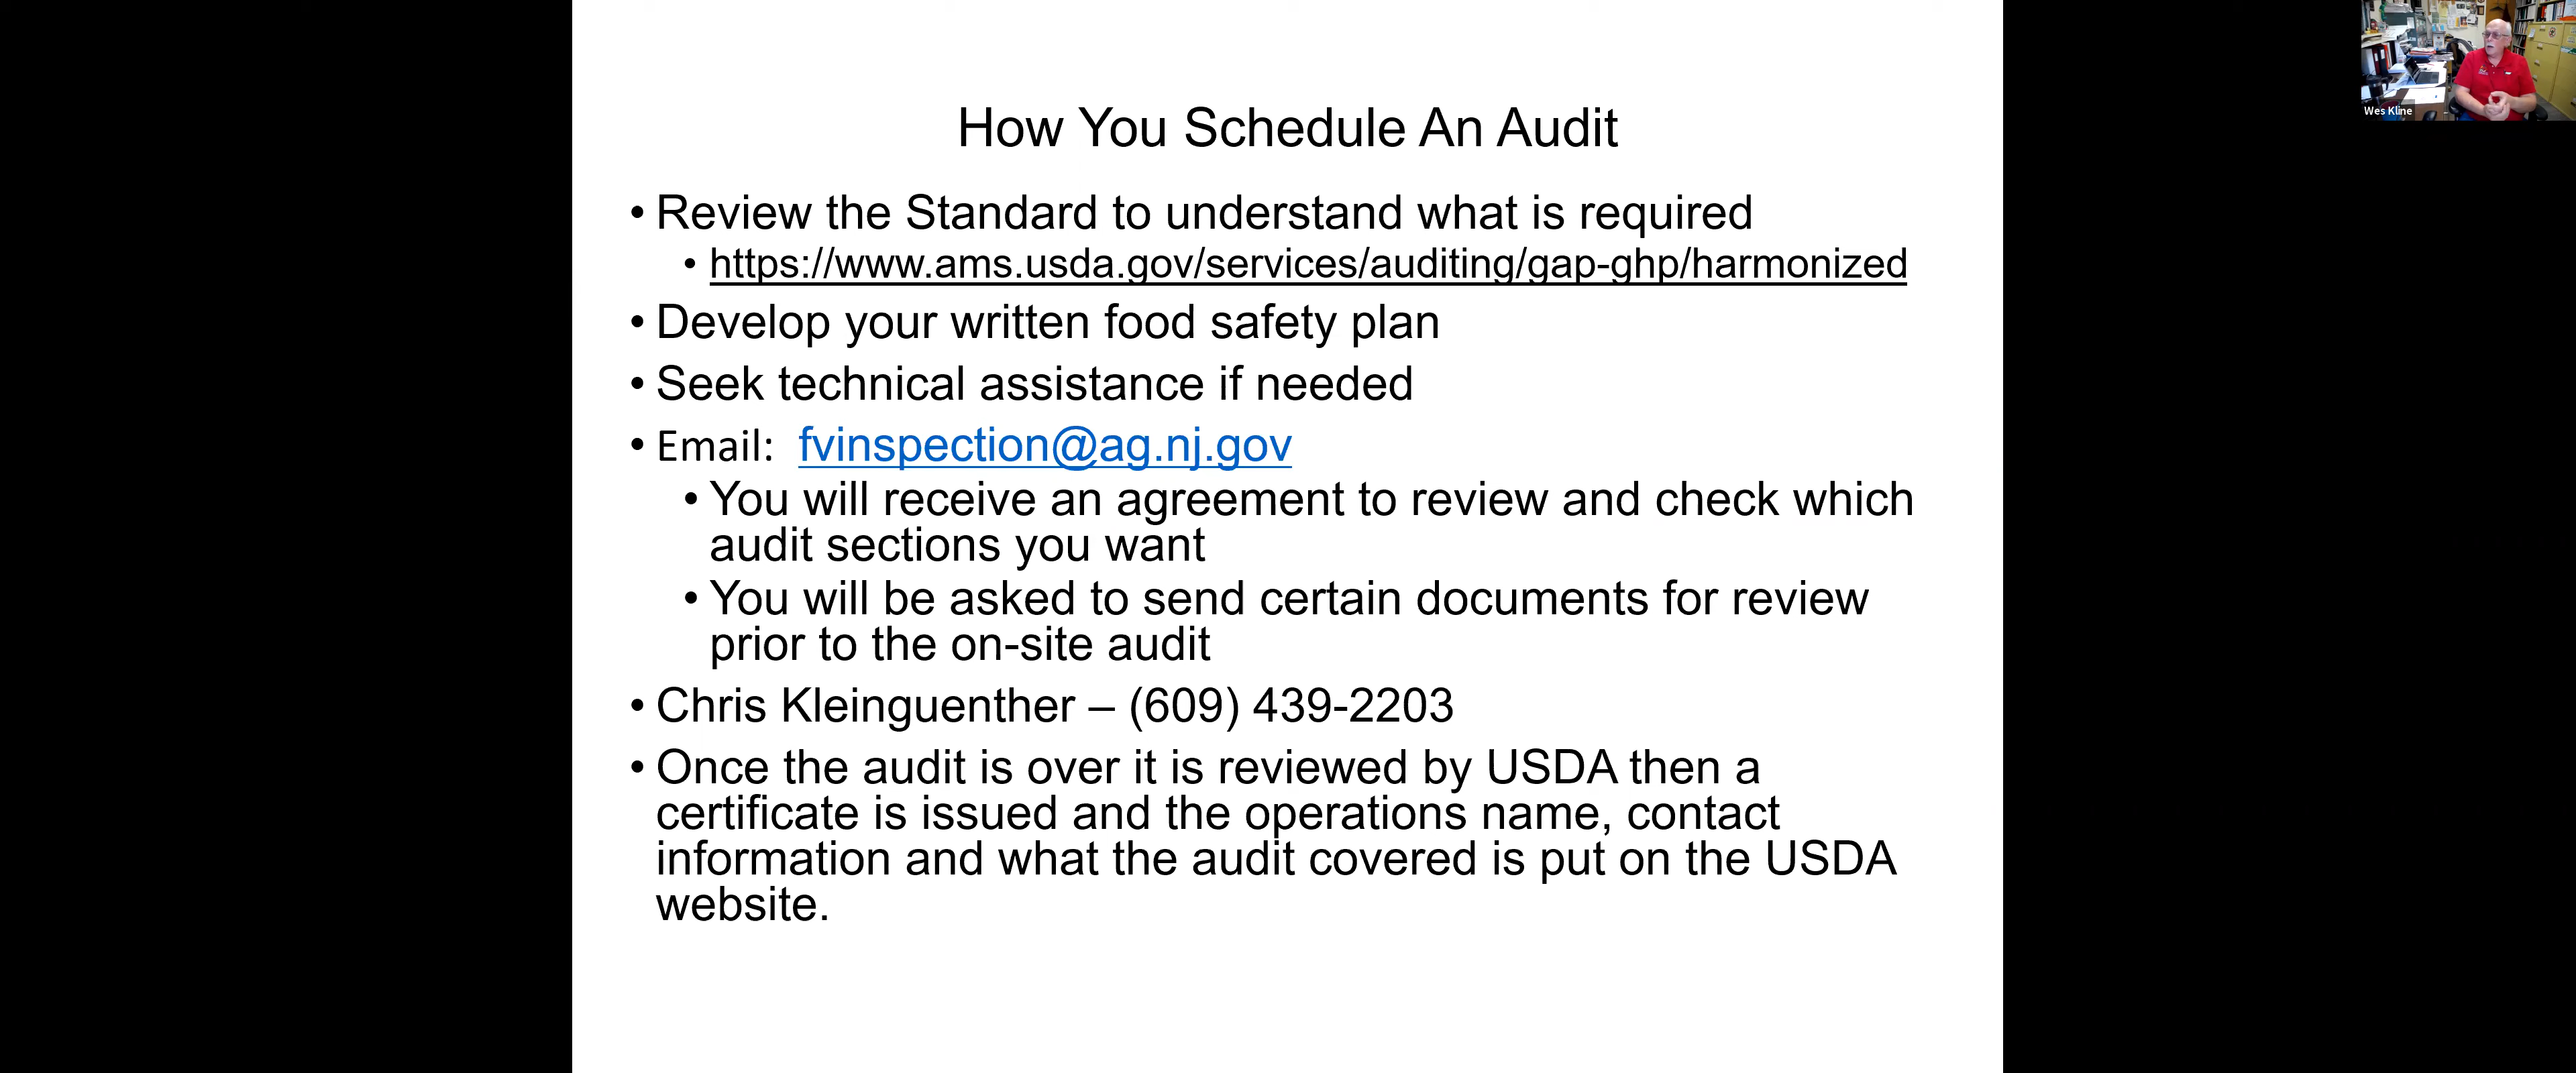 How You Schedule An Audit
• Review the Standard to understand what is required
• https://www.ams.usda.gov/services/auditing/gap-ghp/harmonized
• Develop your written food safety plan
• Seek technical assistance if needed
• Email: fvinspection@ag.nj.gov
• You will receive an agreement to review and check which
audit sections you want
• You will be asked to send certain documents for review
prior to the on-site audit
• Chris Kleinguenther – (609) 439-2203
• Once the audit is over it is reviewed by USDA then a
certificate is issued and the operations name, contact
information and what the audit covered is put on the USDA
website.
Wes Kline